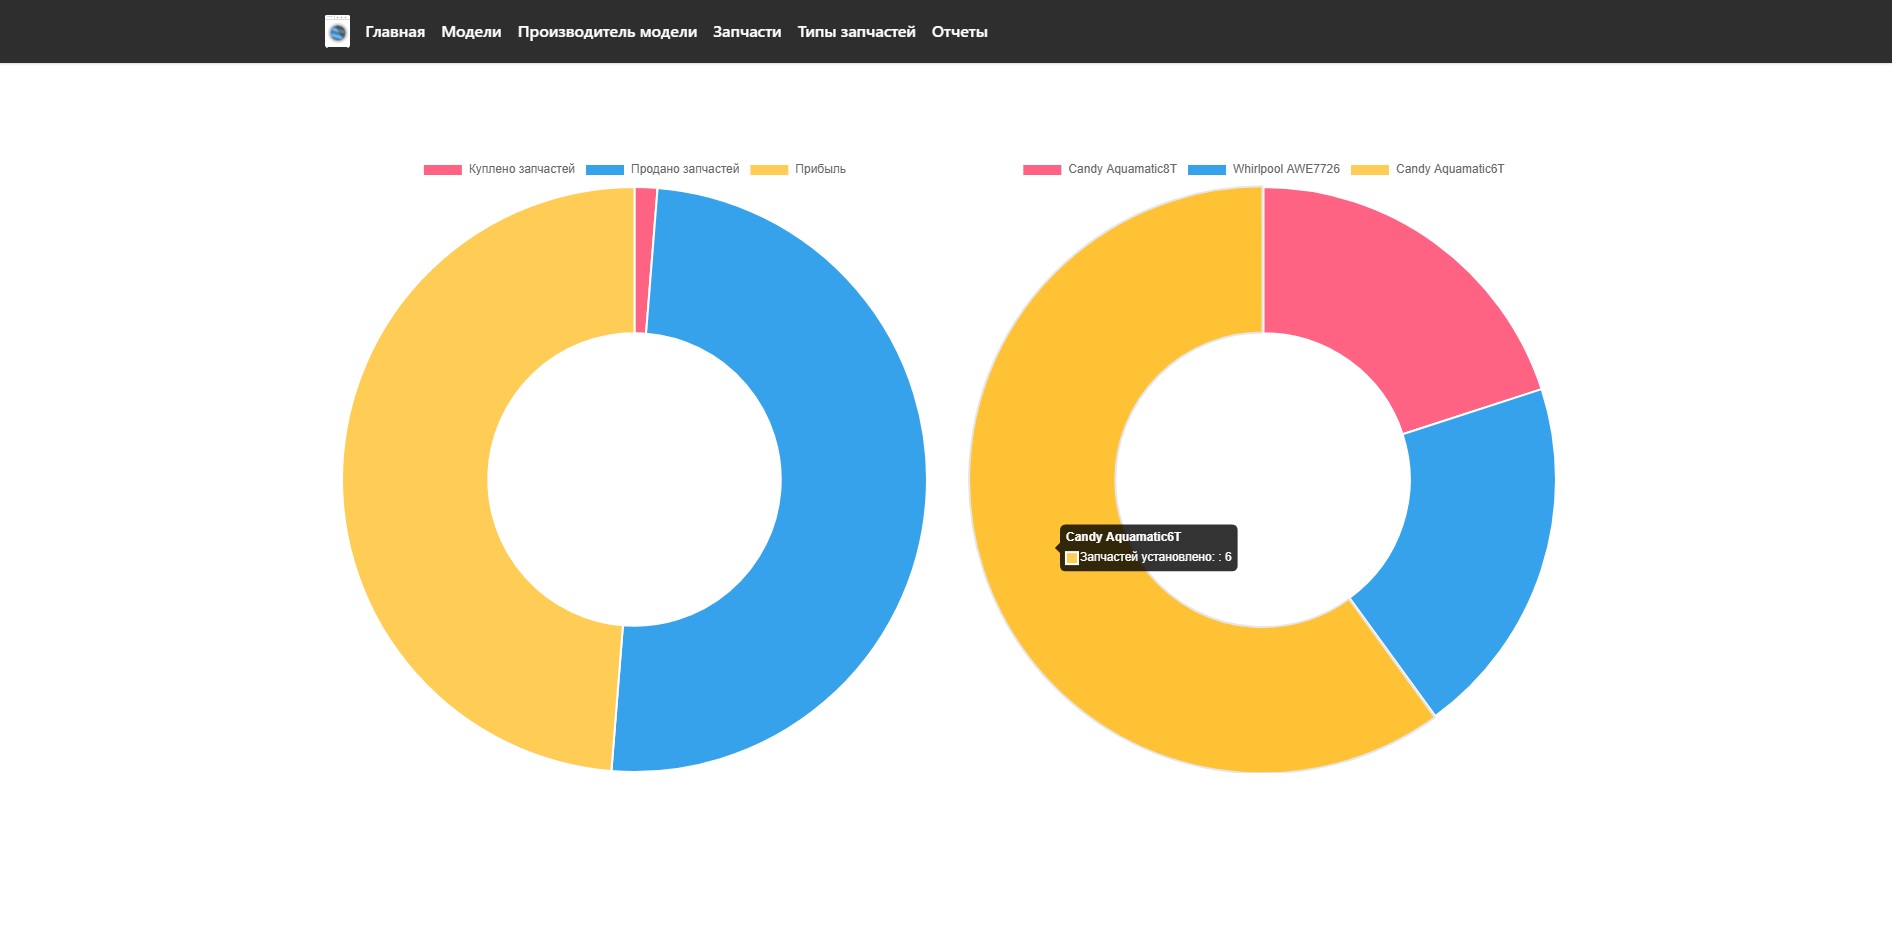 Главная Модели Производитель модели Запчасти Типы запчастей Отчеты
Куплено запчастей Продано запчастей Прибыль
Candy Aquamatic8T Whirlpool AWE7726 Candy Aquamatic6T
Candy Aquamatic6T
Запчастей установлено: : 6